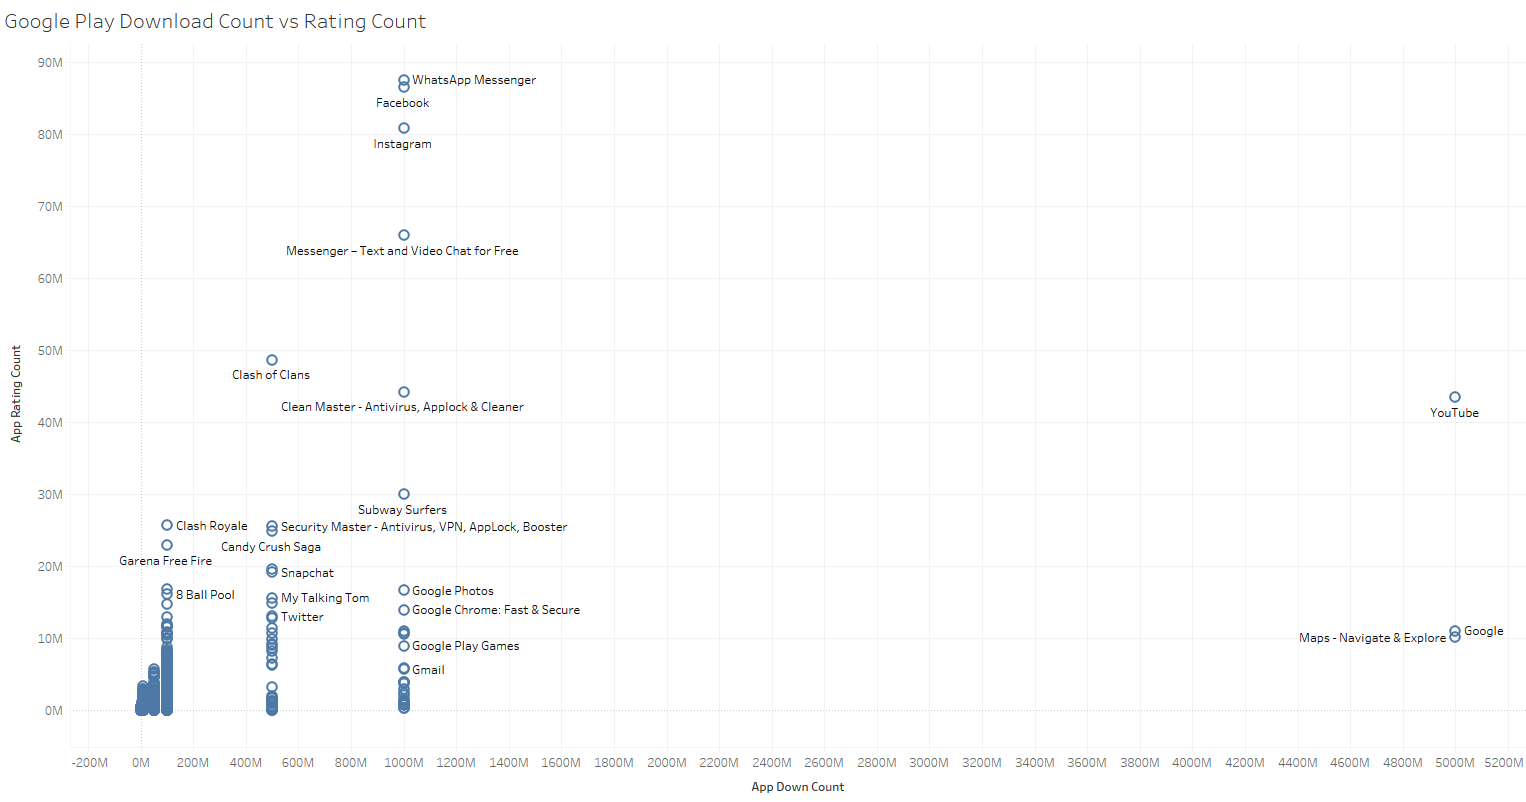 Google Play Download Count vs Rating Count
90M
WhatsApp Messenger
Facebook
80M
Instagram
70M
Messenger – Text and Video Chat for Free
60M
50M
Clash of Clans
Clean Master - Antivirus, Applock & Cleaner
YouTube
40M
App Rating Count
30M
Subway Surfers
Clash Royale
Security Master - Antivirus, VPN, AppLock, Booster
Candy Crush Saga
Garena Free Fire
20M
Snapchat
8 Ball Pool
Google Photos
My Talking Tom
Google Chrome: Fast & Secure
Twitter
Google
Maps - Navigate & Explore
10M
Google Play Games
Gmail
0M
-200M 0M 200M 400M 600M 800M 1000M 1200M 1400M 1600M 1800M 2000M 2200M 2400M 2600M 2800M 3000M 3200M 3400M 3600M 3800M 4000M 4200M 4400M 4600M 4800M 5000M 5200M
App Down Count